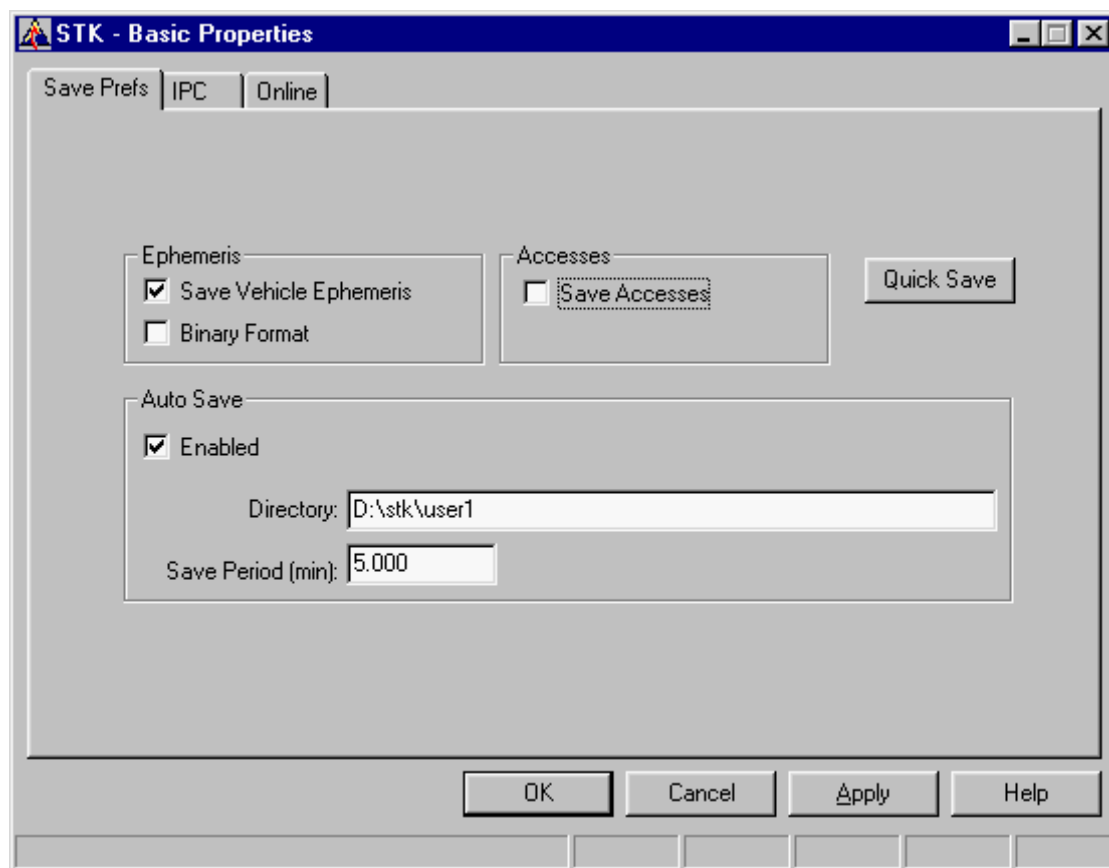 STK - Basic Properties
Save Prefs IPC Online
Ephemeris
Save Vehicle Ephemeris
Binary Format
Accesses
Save Accesses
Quick Save
Auto Save
Enabled
Directory: D:\stk\user1
Save Period (min): 5.000
OK Cancel Apply Help